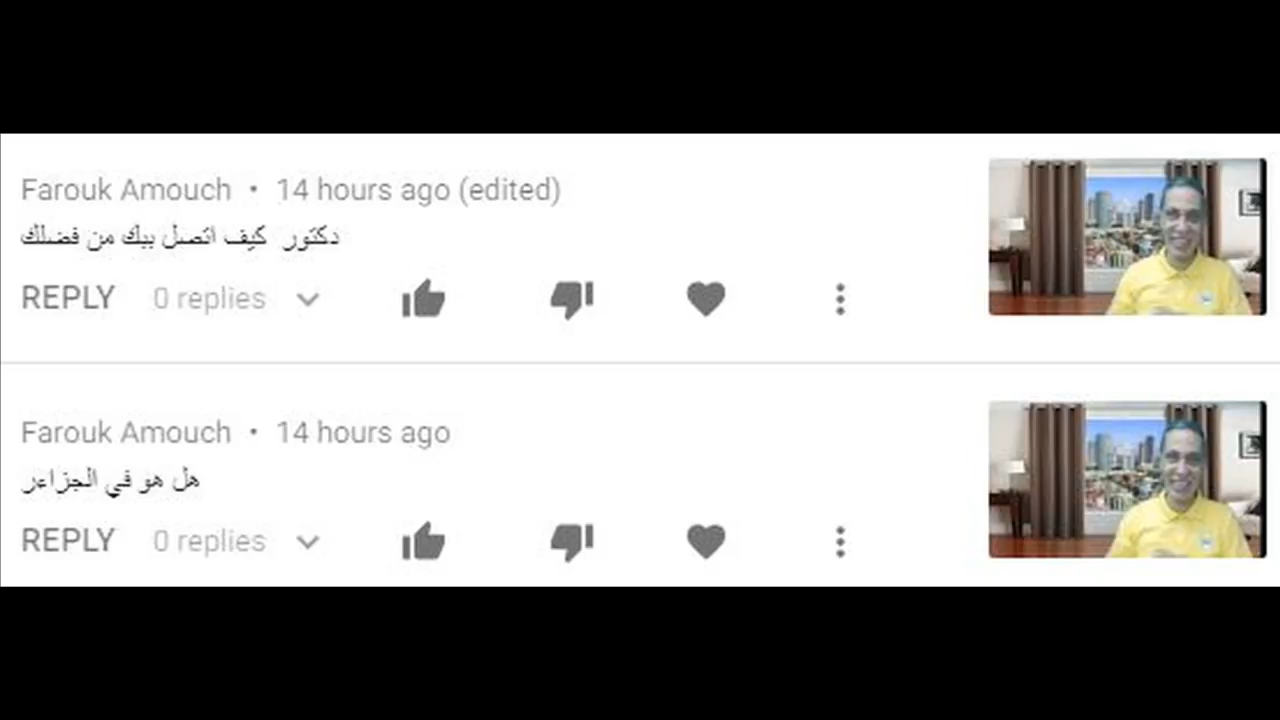 Farouk Amouch • 14 hours ago (edited)
دكتور كيف اتصل ببك من فضلك
REPLY 0 replies
Farouk Amouch • 14 hours ago
هل هو في الجزاءر
REPLY 0 replies